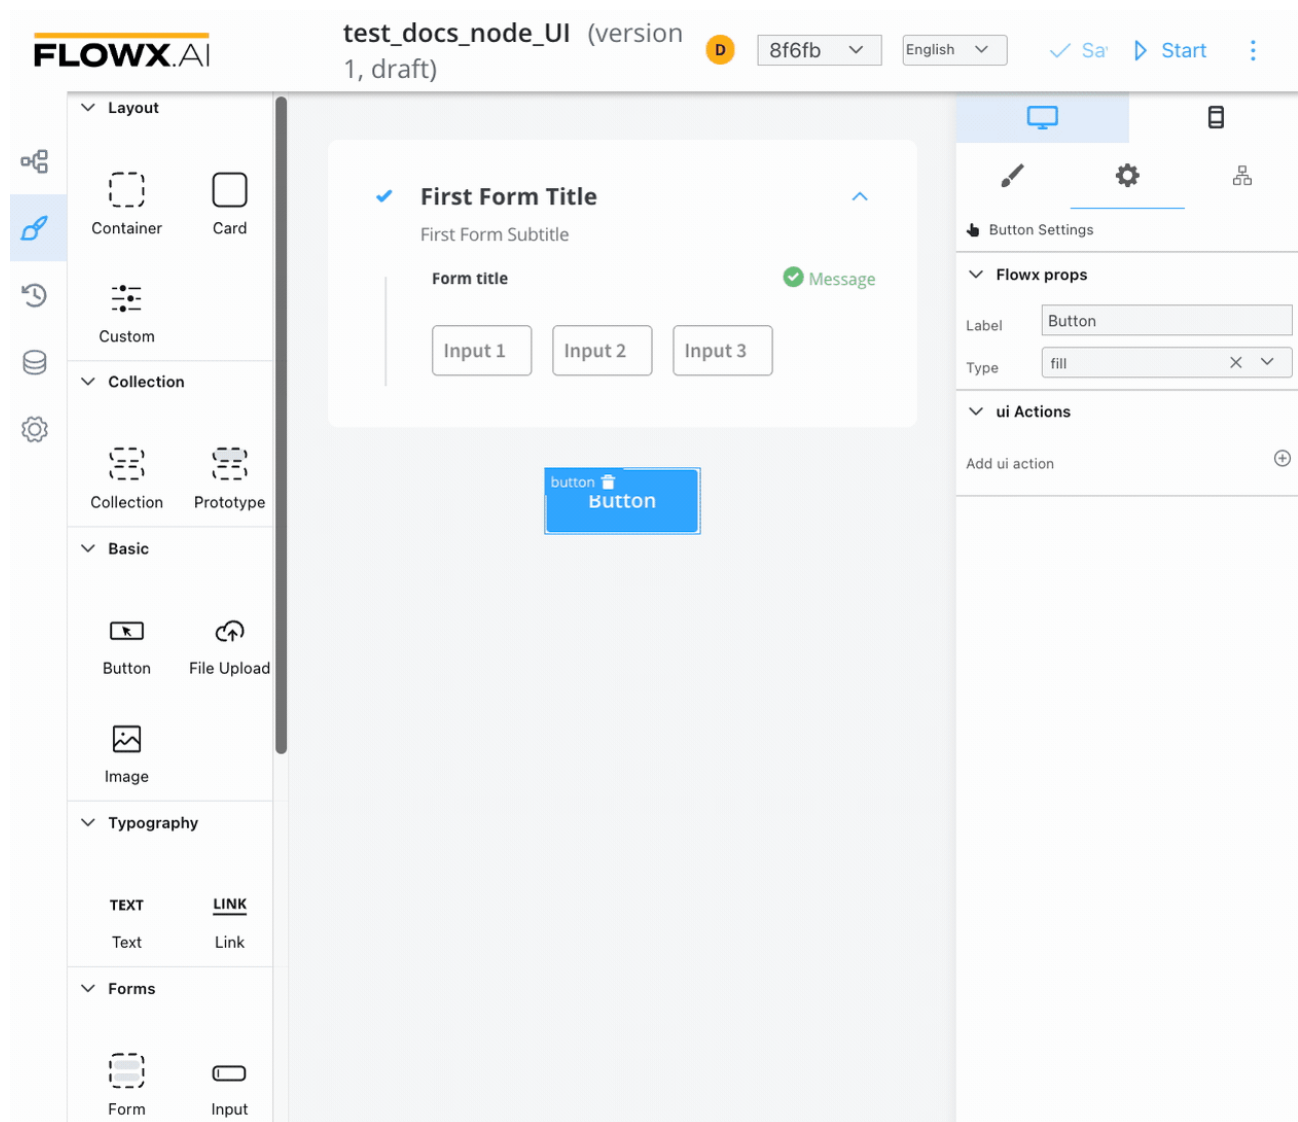 FLOWX.AI
test_docs_node_UI (version
1, draft)
D
8f6fb
English
Start
Layout
Container
Card
Custom
Collection
Collection
Prototype
Basic
Button
File Upload
Image
Typography
TEXT
LINK
Text
Link
Forms
Form
Input
First Form Title
First Form Subtitle
Form title
Message
Input 1
Input 2
Input 3
button
Button
Button Settings
Flowx props
Label
Button
Type
fill
ui Actions
Add ui action